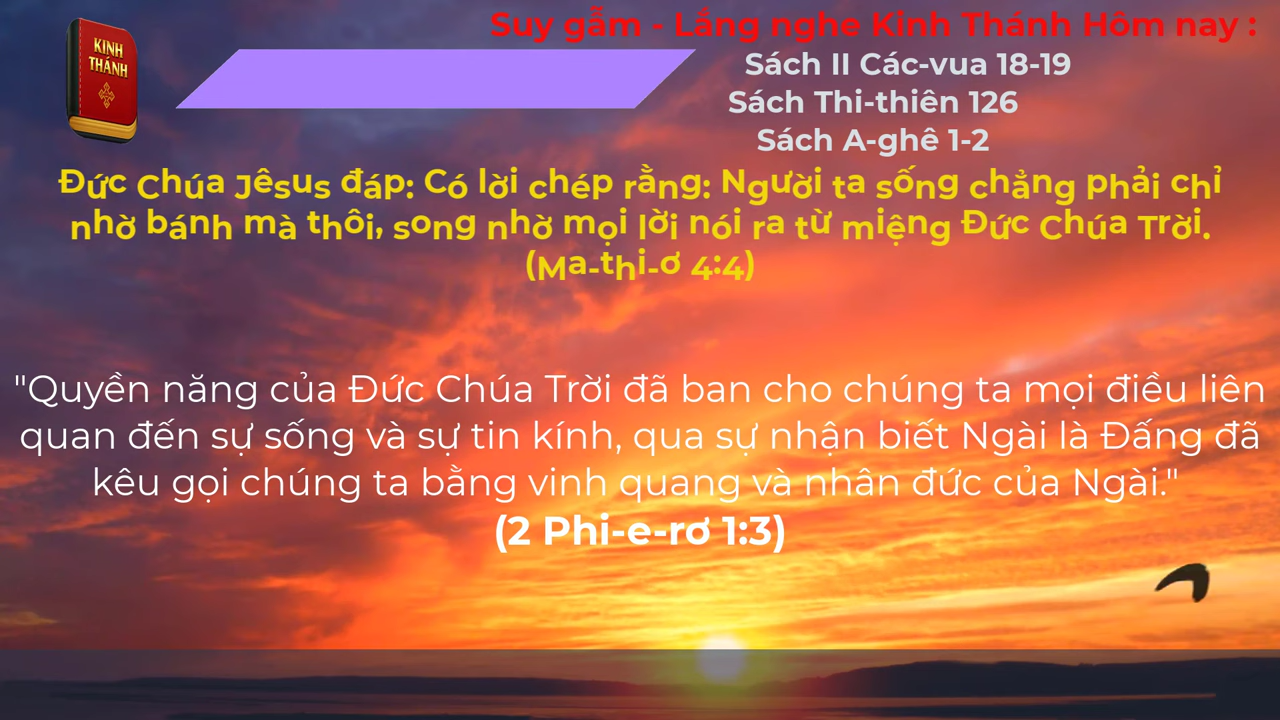 Suy gẫm - Lắng nghe Kinh Thánh Hôm nay :
KINH
THÁNH
Sách II Các-vua 18-19
Sách Thi-thiên 126
Sách A-ghê 1-2
Đức Chúa Jêsus đáp: Có lời chép rằng: Người ta sống chẳng phải chỉ
nhờ bánh mà thôi, song nhờ mọi lời nói ra từ miệng Đức Chúa Trời.
(Ma-thi-ơ 4:4)
"Quyền năng của Đức Chúa Trời đã ban cho chúng ta mọi điều liên
quan đến sự sống và sự tin kính, qua sự nhận biết Ngài là Đấng đã
kêu gọi chúng ta bằng vinh quang và nhân đức của Ngài."
(2 Phi-e-rơ 1:3)